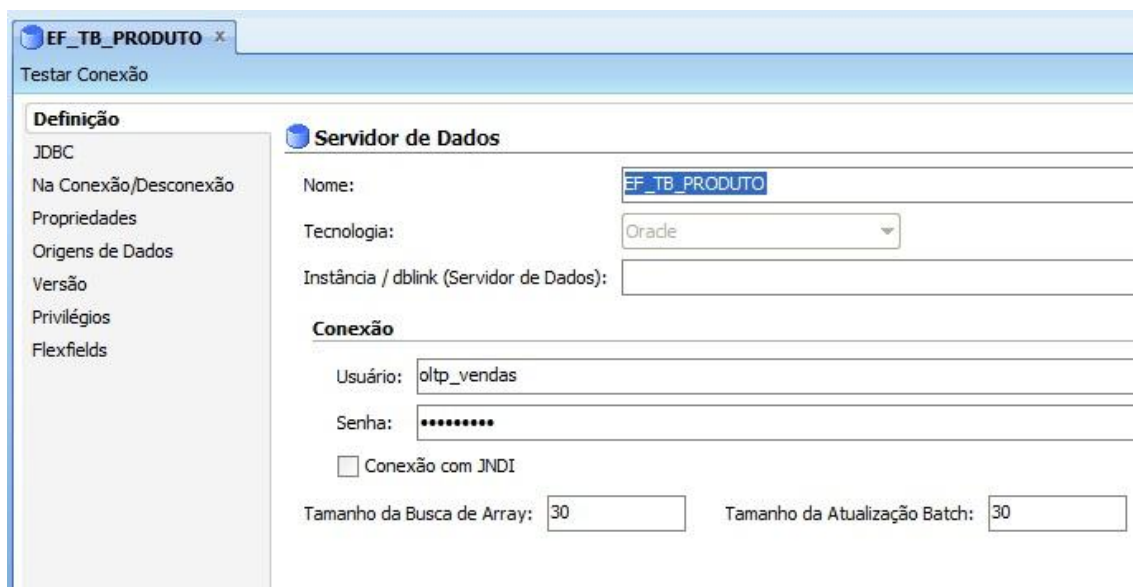 EF_TB_PRODUTO x
Testar Conexão
Definição
JDBC
Na Conexão/Desconexão
Propriedades
Origens de Dados
Versão
Privilégios
Flexfields
Servidor de Dados
Nome: EF_TB_PRODUTO
Tecnologia: Oracle
Instância / dblink (Servidor de Dados):
Conexão
Usuário: oltp_vendas
Senha: •••••••••
Conexão com JNDI
Tamanho da Busca de Array: 30 Tamanho da Atualização Batch: 30